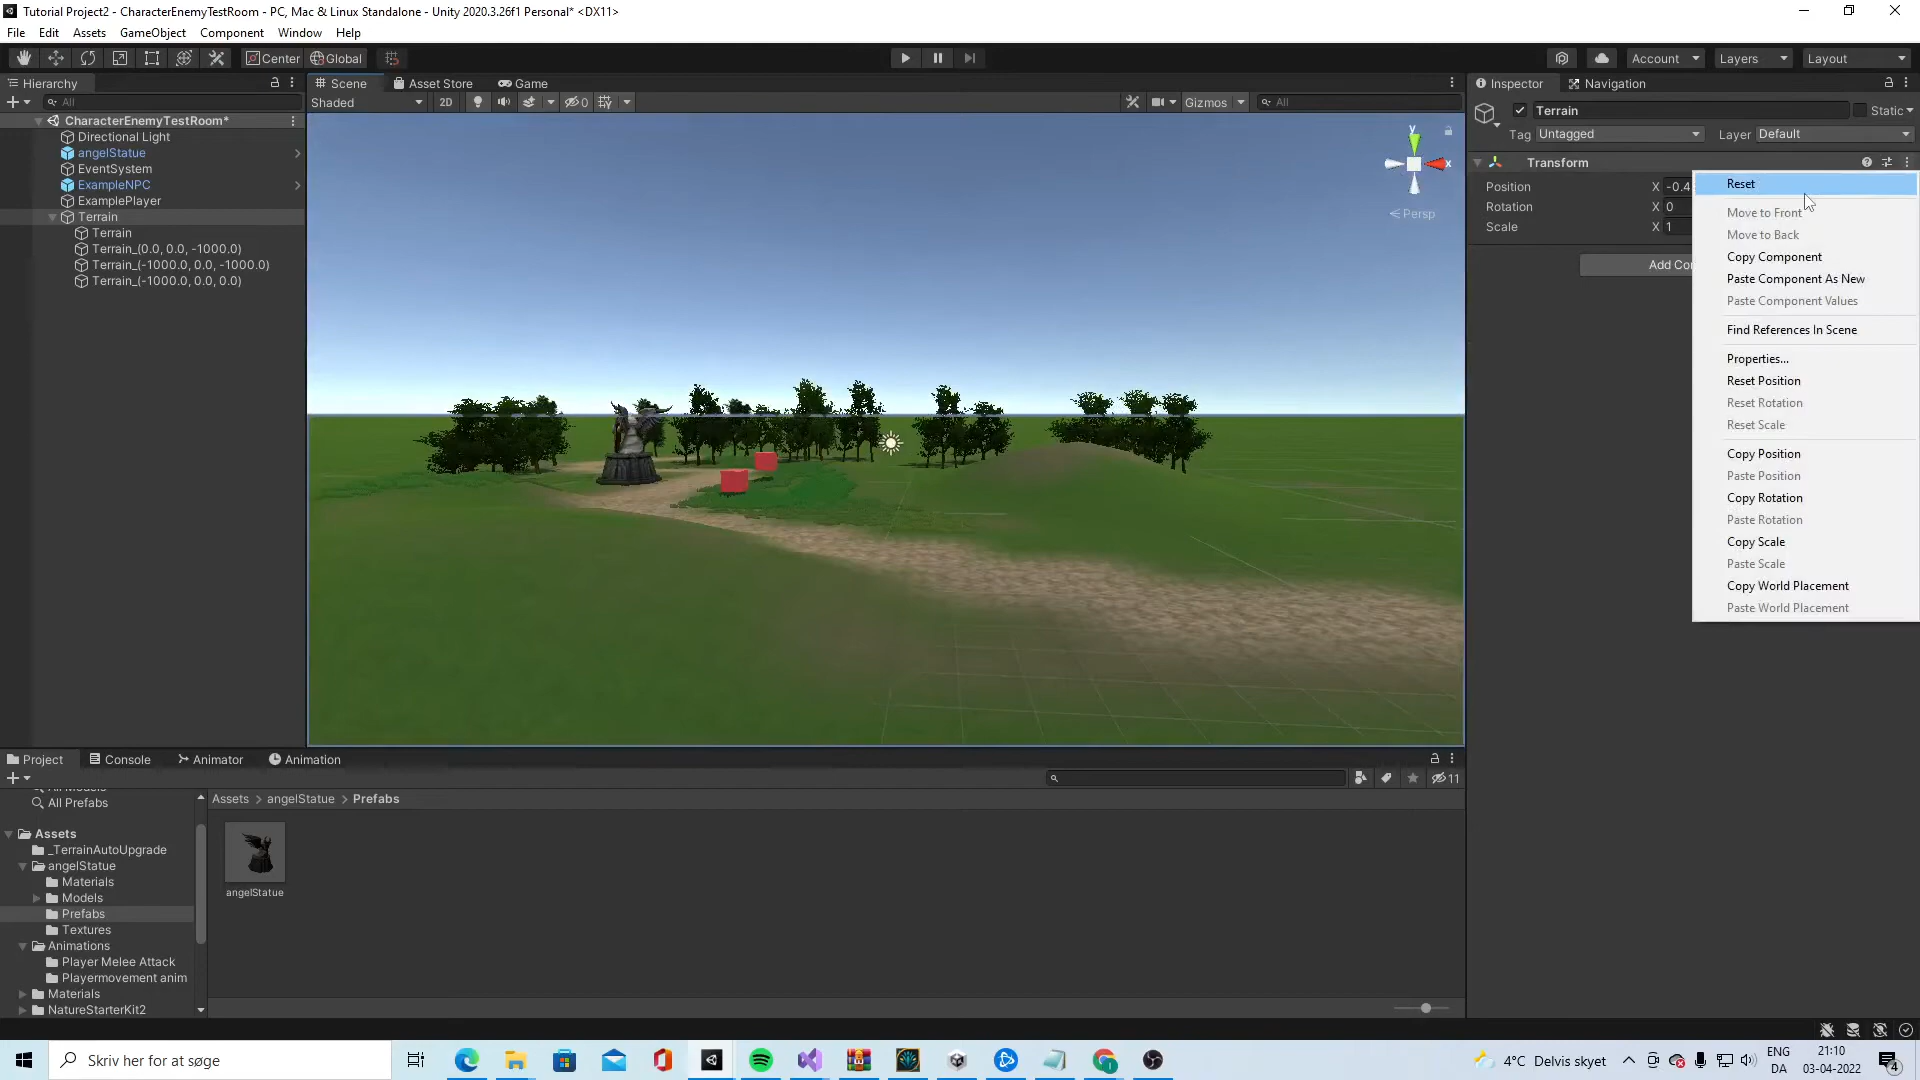 Tutorial Project2 - CharacterEnemyTestRoom - PC, Mac & Linux Standalone - Unity 2020.3.26f1 Personal* <DX11>
File Edit Assets GameObject Component Window Help
Center Global Account Layers Layout
Hierarchy
All
CharacterEnemyTestRoom*
Directional Light
angelStatue
EventSystem
ExampleNPC
ExamplePlayer
Terrain
Terrain
Terrain_(0.0, 0.0, -1000.0)
Terrain_(-1000.0, 0.0, -1000.0)
Terrain_(-1000.0, 0.0, 0.0)
Scene Asset Store Game
Shaded 2D 0 Gizmos All
y
x
Persp
Inspector Navigation
Terrain Static
Tag Untagged Layer Default
Transform
Position X -0.4
Rotation X 0
Scale X 1
Add Co
Reset
Move to Front
Move to Back
Copy Component
Paste Component As New
Paste Component Values
Find References In Scene
Properties...
Reset Position
Reset Rotation
Reset Scale
Copy Position
Paste Position
Copy Rotation
Paste Rotation
Copy Scale
Paste Scale
Copy World Placement
Paste World Placement
Project Console Animator Animation
11
All Models
All Prefabs
Assets
_TerrainAutoUpgrade
angelStatue
Materials
Models
Prefabs
Textures
Animations
Player Melee Attack
Playermovement anim
Materials
NatureStarterKit2
Assets > angelStatue > Prefabs
angelStatue
Skriv her for at søge
4°C Delvis skyet
ENG
DA
21:10
03-04-2022
4